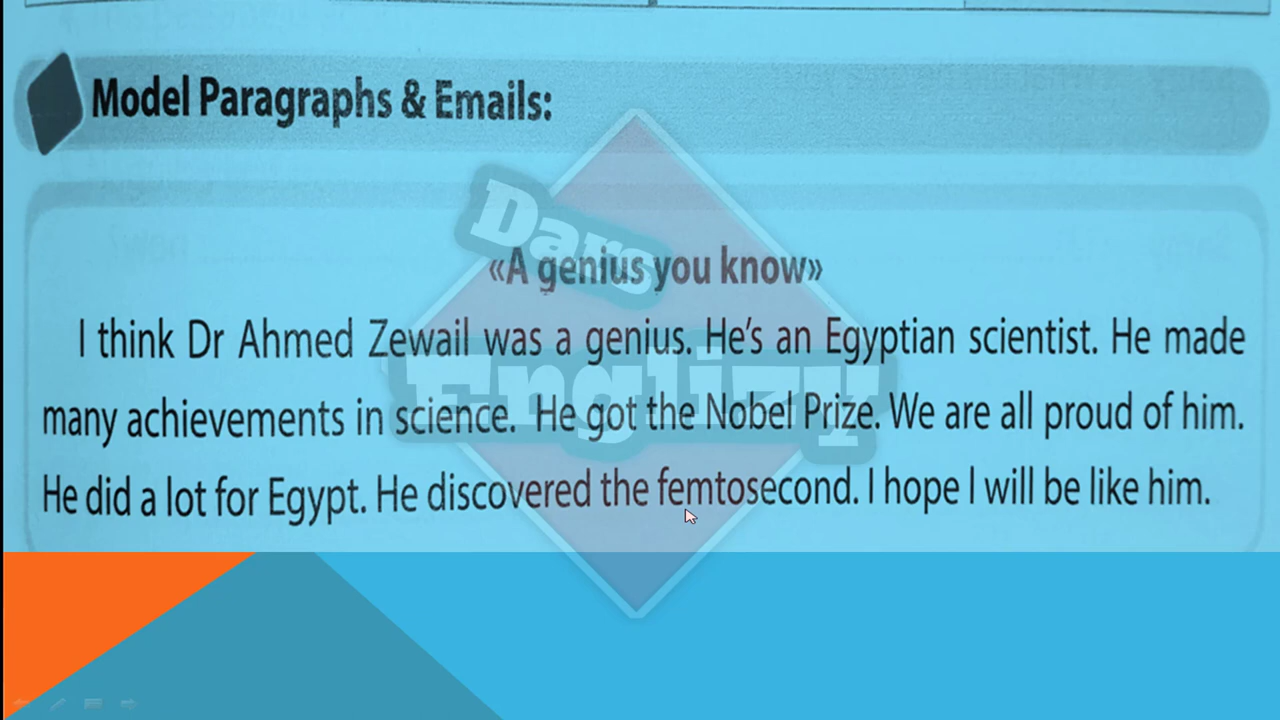 Model Paragraphs & Emails:
«A genius you know»
I think Dr Ahmed Zewail was a genius. He's an Egyptian scientist. He made
many achievements in science. He got the Nobel Prize. We are all proud of him.
He did a lot for Egypt. He discovered the femtosecond. I hope I will be like him.
Dars
Englizy